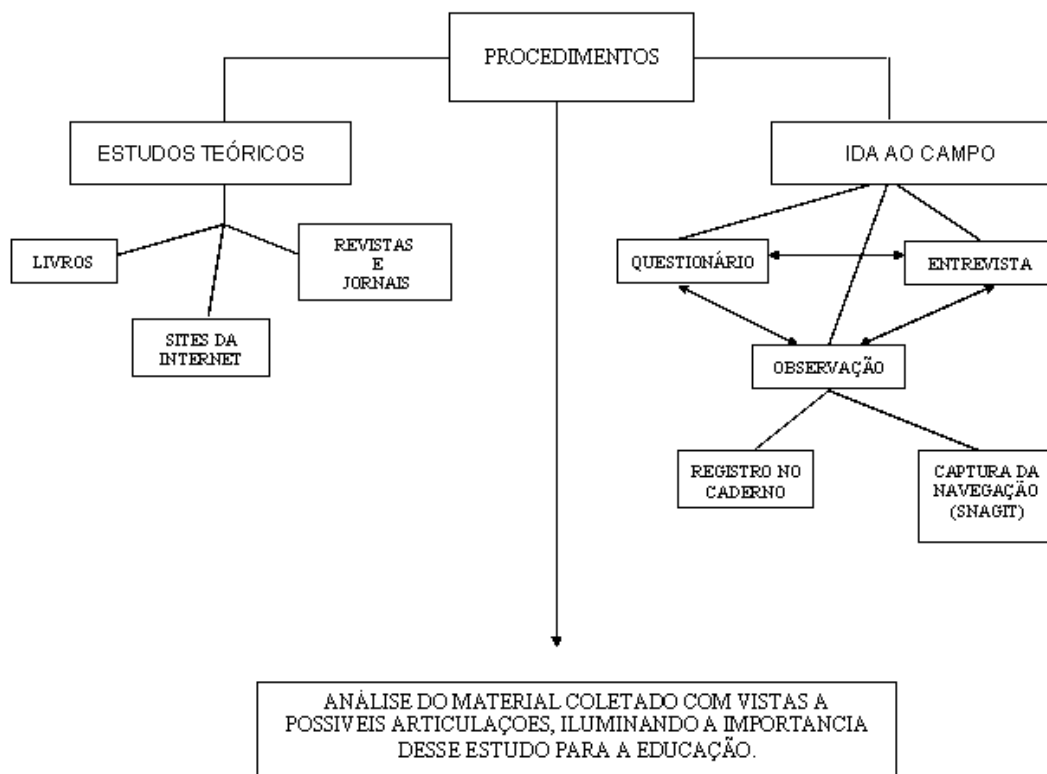 PROCEDIMENTOS
ESTUDOS TEÓRICOS
IDA AO CAMPO
LIVROS
REVISTAS
E
JORNAIS
SITES DA
INTERNET
QUESTIONÁRIO
ENTREVISTA
OBSERVAÇÃO
REGISTRO NO
CADERNO
CAPTURA DA
NAVEGAÇÃO
(SNAGIT)
ANÁLISE DO MATERIAL COLETADO COM VISTAS A
POSSIVEIS ARTICULAÇOES, ILUMINANDO A IMPORTANCIA
DESSE ESTUDO PARA A EDUCAÇÃO.